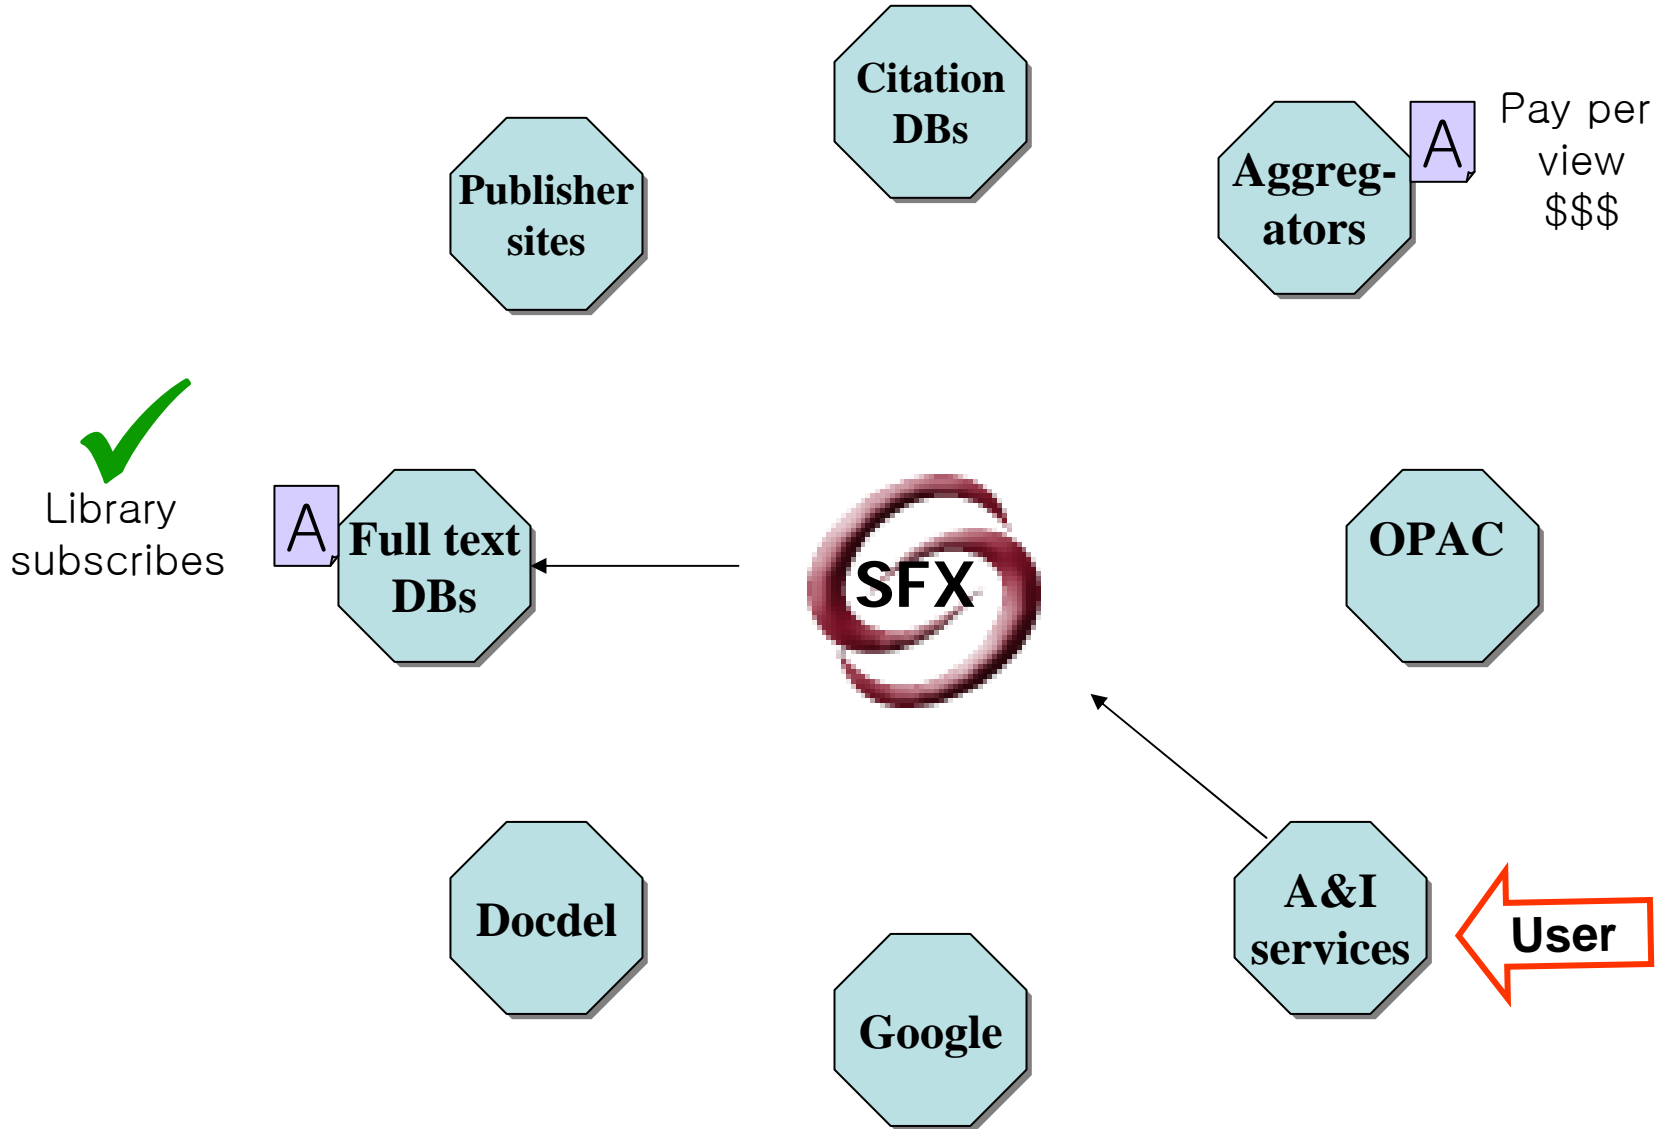 Citation
DBs
Publisher
sites
Aggreg-
ators
A
Pay per
view
$$$
Library
subscribes
A
Full text
DBs
SFX
OPAC
Docdel
Google
A&I
services
User